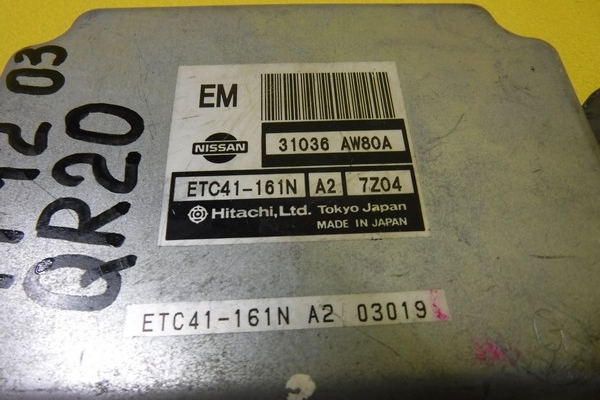 EM
NISSAN
31036 AW80A
ETC41-161N A2 7Z04
Hitachi, Ltd. Tokyo Japan
MADE IN JAPAN
ETC41-161N A2 03019
03
QR20